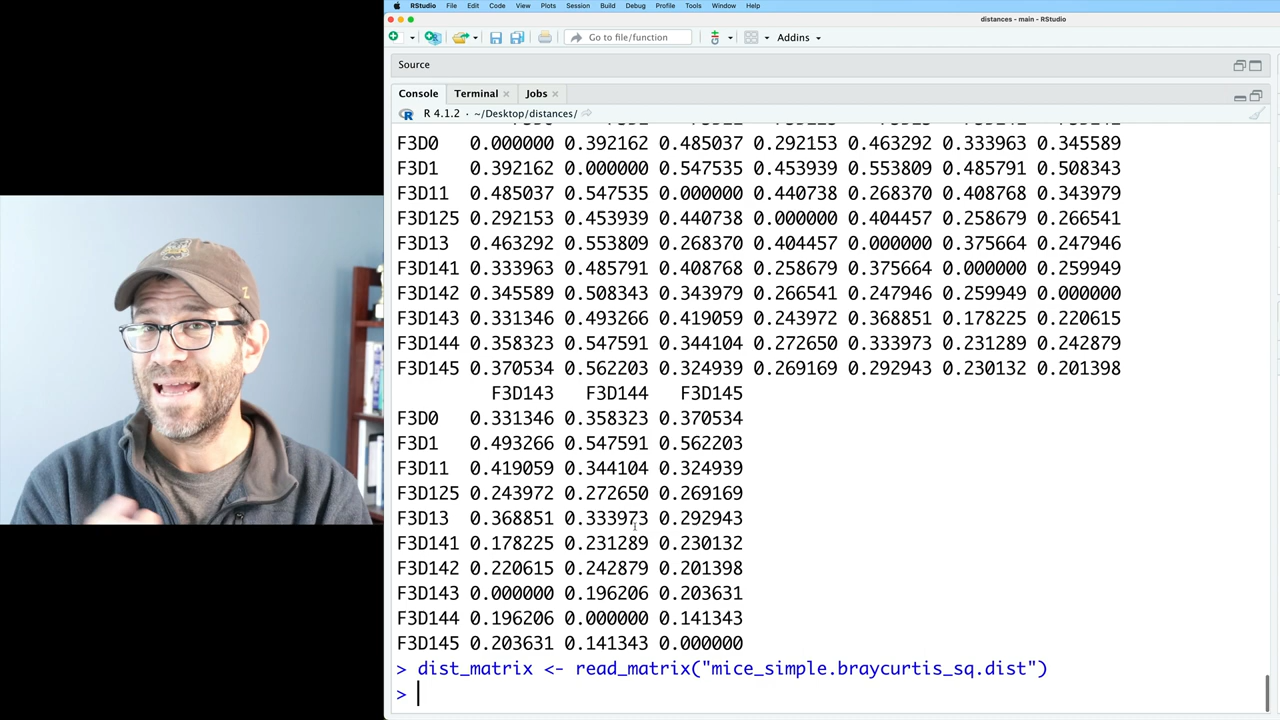 RStudio File Edit Code View Plots Session Build Debug Profile Tools Window Help
distances - main - RStudio
Go to file/function Addins
Source
Console Terminal Jobs
R 4.1.2 · ~/Desktop/distances/
F3D0 0.000000 0.392162 0.485037 0.292153 0.463292 0.333963 0.345589
F3D1 0.392162 0.000000 0.547535 0.453939 0.553809 0.485791 0.508343
F3D11 0.485037 0.547535 0.000000 0.440738 0.268370 0.408768 0.343979
F3D125 0.292153 0.453939 0.440738 0.000000 0.404457 0.258679 0.266541
F3D13 0.463292 0.553809 0.268370 0.404457 0.000000 0.375664 0.247946
F3D141 0.333963 0.485791 0.408768 0.258679 0.375664 0.000000 0.259949
F3D142 0.345589 0.508343 0.343979 0.266541 0.247946 0.259949 0.000000
F3D143 0.331346 0.493266 0.419059 0.243972 0.368851 0.178225 0.220615
F3D144 0.358323 0.547591 0.344104 0.272650 0.333973 0.231289 0.242879
F3D145 0.370534 0.562203 0.324939 0.269169 0.292943 0.230132 0.201398
F3D143 F3D144 F3D145
F3D0 0.331346 0.358323 0.370534
F3D1 0.493266 0.547591 0.562203
F3D11 0.419059 0.344104 0.324939
F3D125 0.243972 0.272650 0.269169
F3D13 0.368851 0.333973 0.292943
F3D141 0.178225 0.231289 0.230132
F3D142 0.220615 0.242879 0.201398
F3D143 0.000000 0.196206 0.203631
F3D144 0.196206 0.000000 0.141343
F3D145 0.203631 0.141343 0.000000
> dist_matrix <- read_matrix("mice_simple.braycurtis_sq.dist")
>